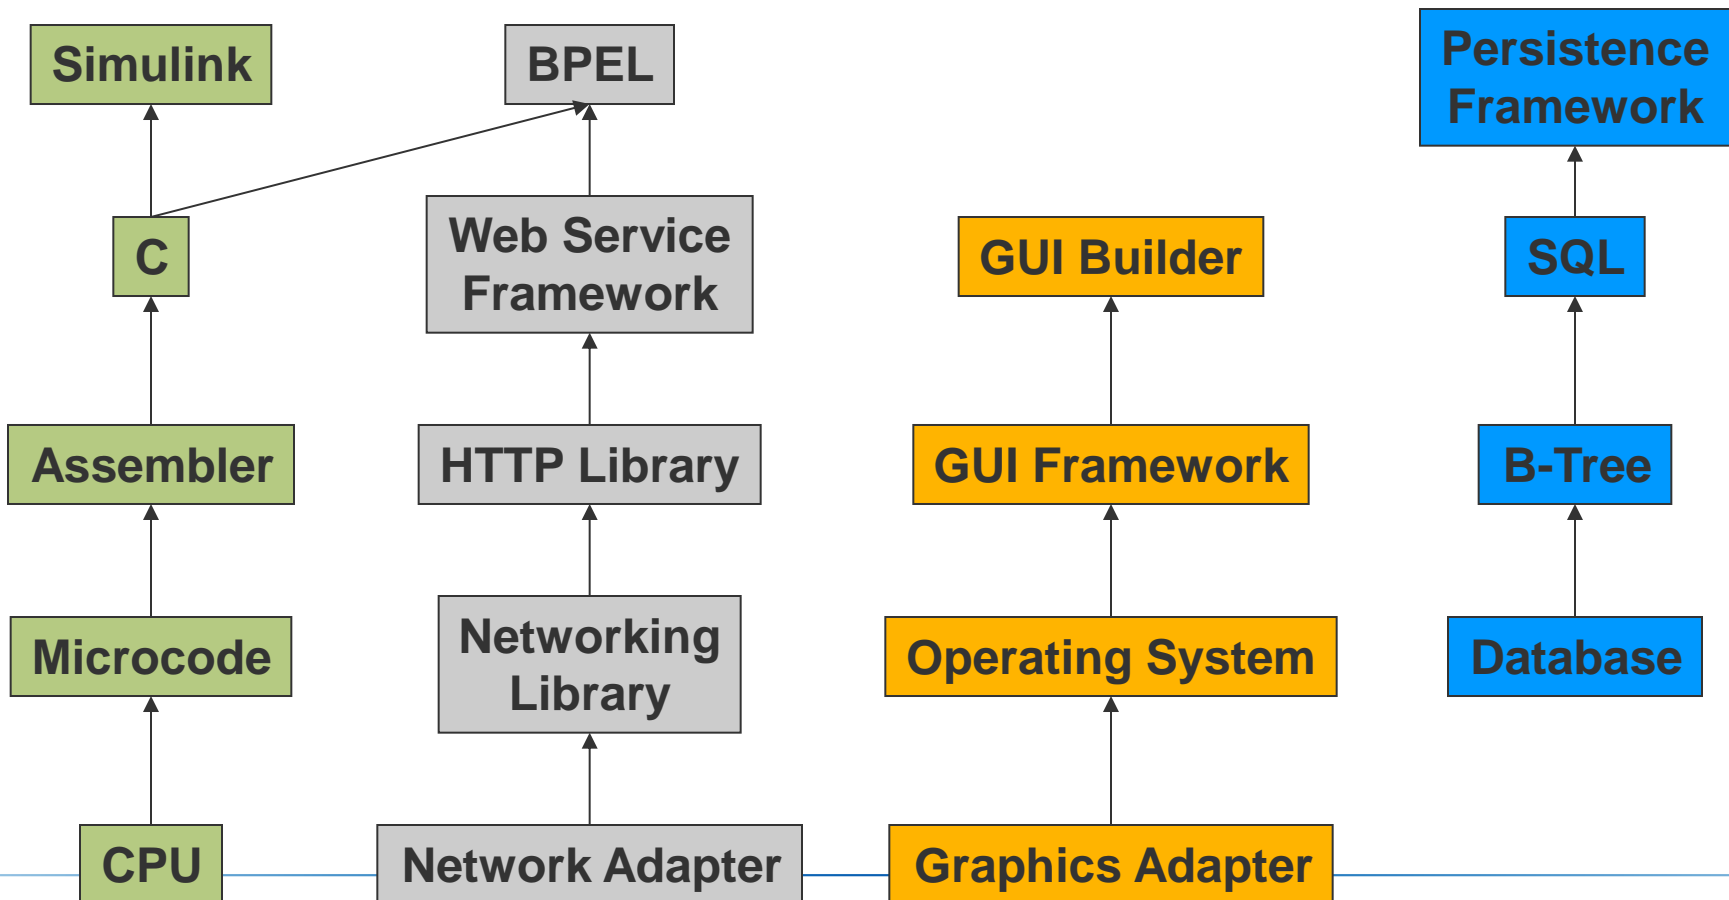 Simulink
BPEL
Persistence
Framework
C
Web Service
Framework
GUI Builder
SQL
Assembler
HTTP Library
GUI Framework
B-Tree
Microcode
Networking
Library
Operating System
Database
CPU
Network Adapter
Graphics Adapter